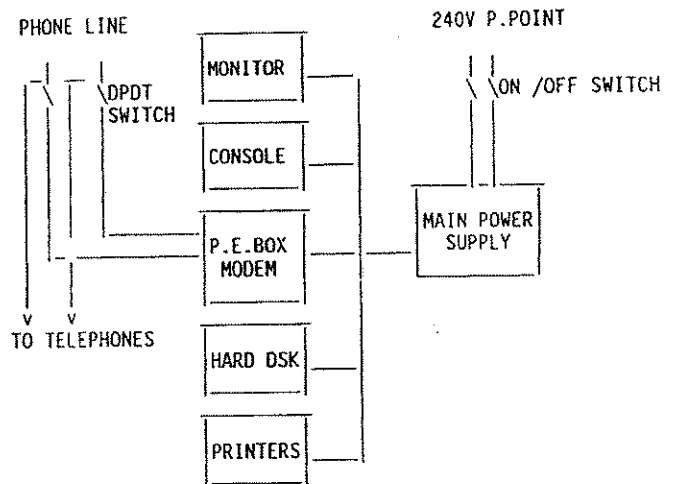 PHONE LINE
240V P.POINT
MONITOR
DPDT
SWITCH
ON /OFF SWITCH
CONSOLE
MAIN POWER
SUPPLY
P.E.BOX
MODEM
TO TELEPHONES
HARD DSK
PRINTERS